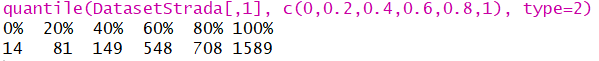 quantile(DatasetStrada[,1], c(0,0.2,0.4,0.6,0.8,1), type=2)
0% 20% 40% 60% 80% 100%
14 81 149 548 708 1589